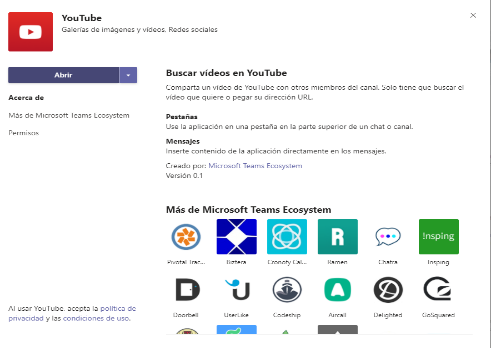 YouTube
Galerías de imágenes y vídeos. Redes sociales
Abrir
Acerca de
Más de Microsoft Teams Ecosystem
Permisos
Buscar vídeos en YouTube
Comparta un vídeo de YouTube con otros miembros del canal. Solo tiene que buscar el
vídeo que quiere o pegar su dirección URL.
Pestañas
Use la aplicación en una pestaña en la parte superior de un chat o canal.
Mensajes
Inserte contenido de la aplicación directamente en los mensajes.
Creado por: Microsoft Teams Ecosystem
Versión 0.1
Más de Microsoft Teams Ecosystem
R
!nsping
Pivotal Trac...
Biztera
Cronofy Cal...
Ramen
Chatra
Insping
Doorbell
UserLike
Codeship
Aircall
Delighted
GoSquared
Al usar YouTube, acepta la política de
privacidad y las condiciones de uso.